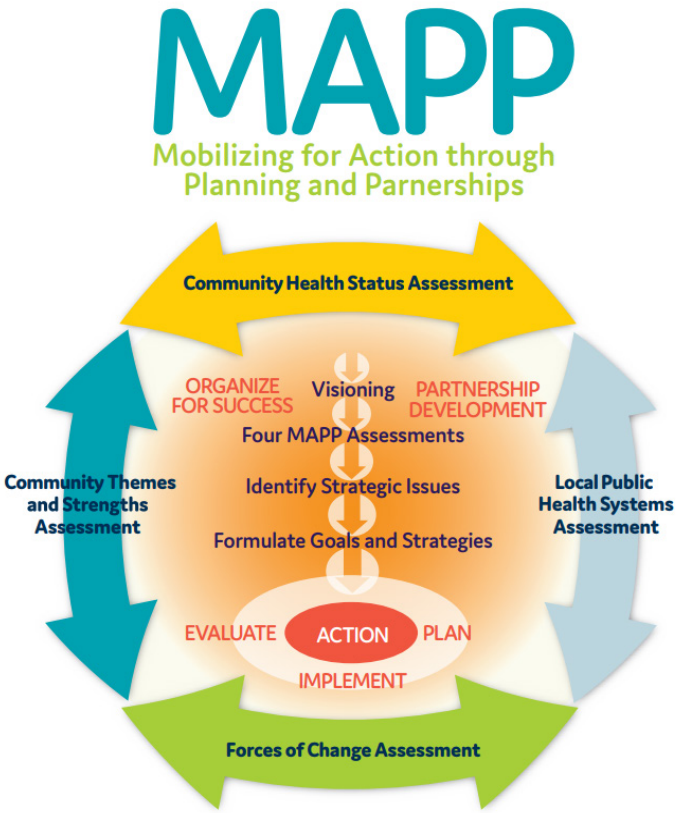 MAPP
Mobilizing for Action through
Planning and Parnerships
Community Health Status Assessment
ORGANIZE
FOR SUCCESS
Visioning
PARTNERSHIP
DEVELOPMENT
Four MAPP Assessments
Community Themes
and Strengths
Assessment
Identify Strategic Issues
Local Public
Health Systems
Assessment
Formulate Goals and Strategies
EVALUATE
ACTION
PLAN
IMPLEMENT
Forces of Change Assessment